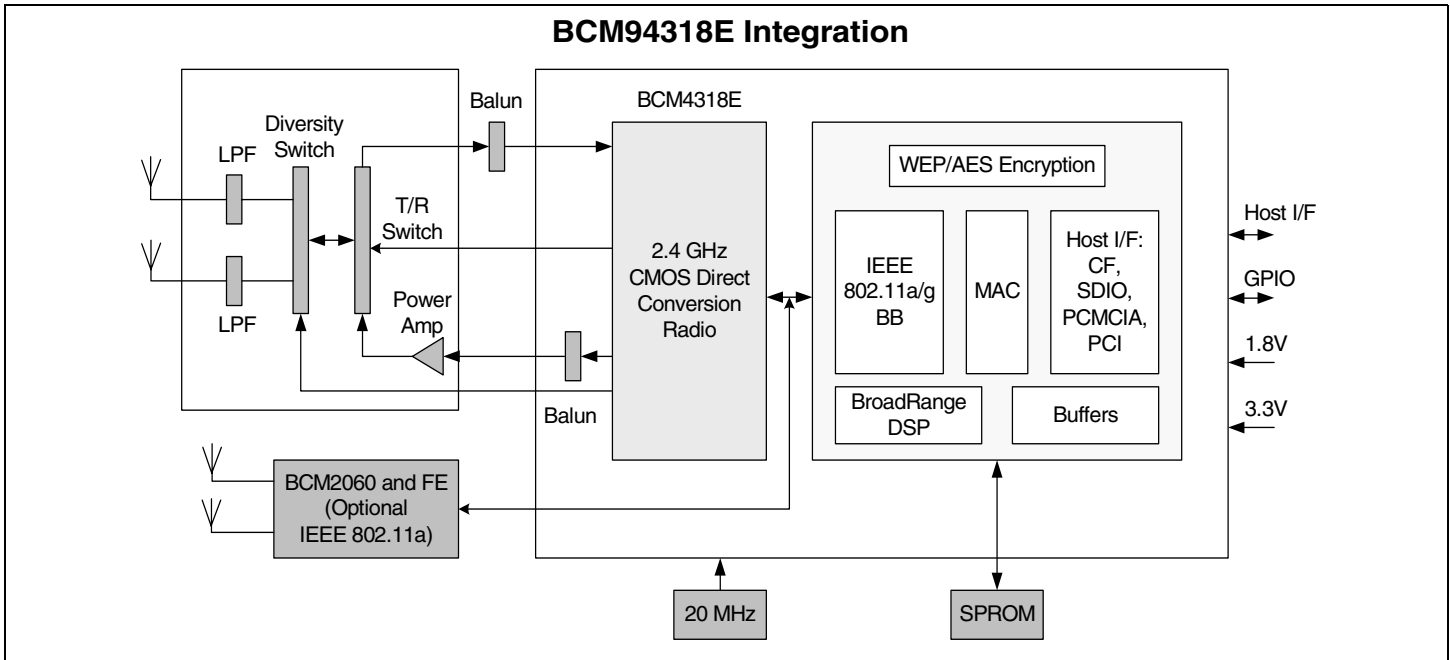 BCM94318E Integration
Balun
BCM4318E
Diversity
Switch
LPF
T/R
Switch
LPF
Power
Amp
Balun
2.4 GHz
CMOS Direct
Conversion
Radio
WEP/AES Encryption
IEEE
802.11a/g
BB
MAC
Host I/F:
CF,
SDIO,
PCMCIA,
PCI
BroadRange
DSP
Buffers
Host I/F
GPIO
1.8V
3.3V
BCM2060 and FE
(Optional
IEEE 802.11a)
20 MHz
SPROM